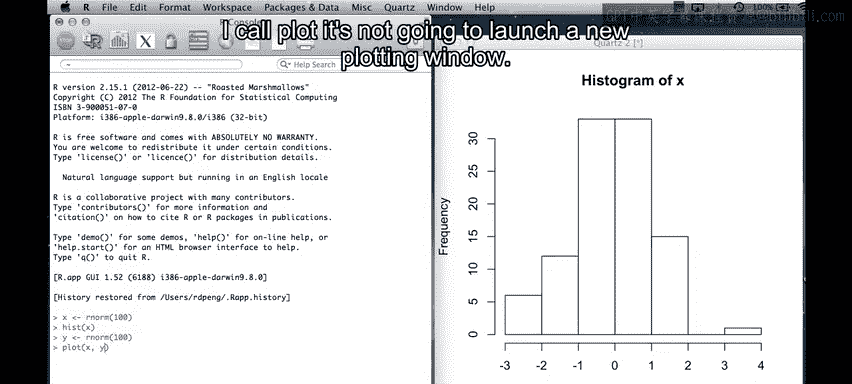 R File Edit Format Workspace Packages & Data Misc Quartz Window Help
I call plot it's not going to launch a new
plotting window.
R Console
Quartz 2 [*]
Help Search
R version 2.15.1 (2012-06-22) -- "Roasted Marshmallows"
Copyright (C) 2012 The R Foundation for Statistical Computing
ISBN 3-900051-07-0
Platform: i386-apple-darwin9.8.0/i386 (32-bit)
R is free software and comes with ABSOLUTELY NO WARRANTY.
You are welcome to redistribute it under certain conditions.
Type 'license()' or 'licence()' for distribution details.
Natural language support but running in an English locale
R is a collaborative project with many contributors.
Type 'contributors()' for more information and
'citation()' on how to cite R or R packages in publications.
Type 'demo()' for some demos, 'help()' for on-line help, or
'help.start()' for an HTML browser interface to help.
Type 'q()' to quit R.
[R.app GUI 1.52 (6188) i386-apple-darwin9.8.0]
[History restored from /Users/rdpeng/.Rapp.history]
> x <- rnorm(100)
> hist(x)
> y <- rnorm(100)
> plot(x, y)
Histogram of x
Frequency
30
25
20
15
10
5
0
-3 -2 -1 0 1 2 3 4